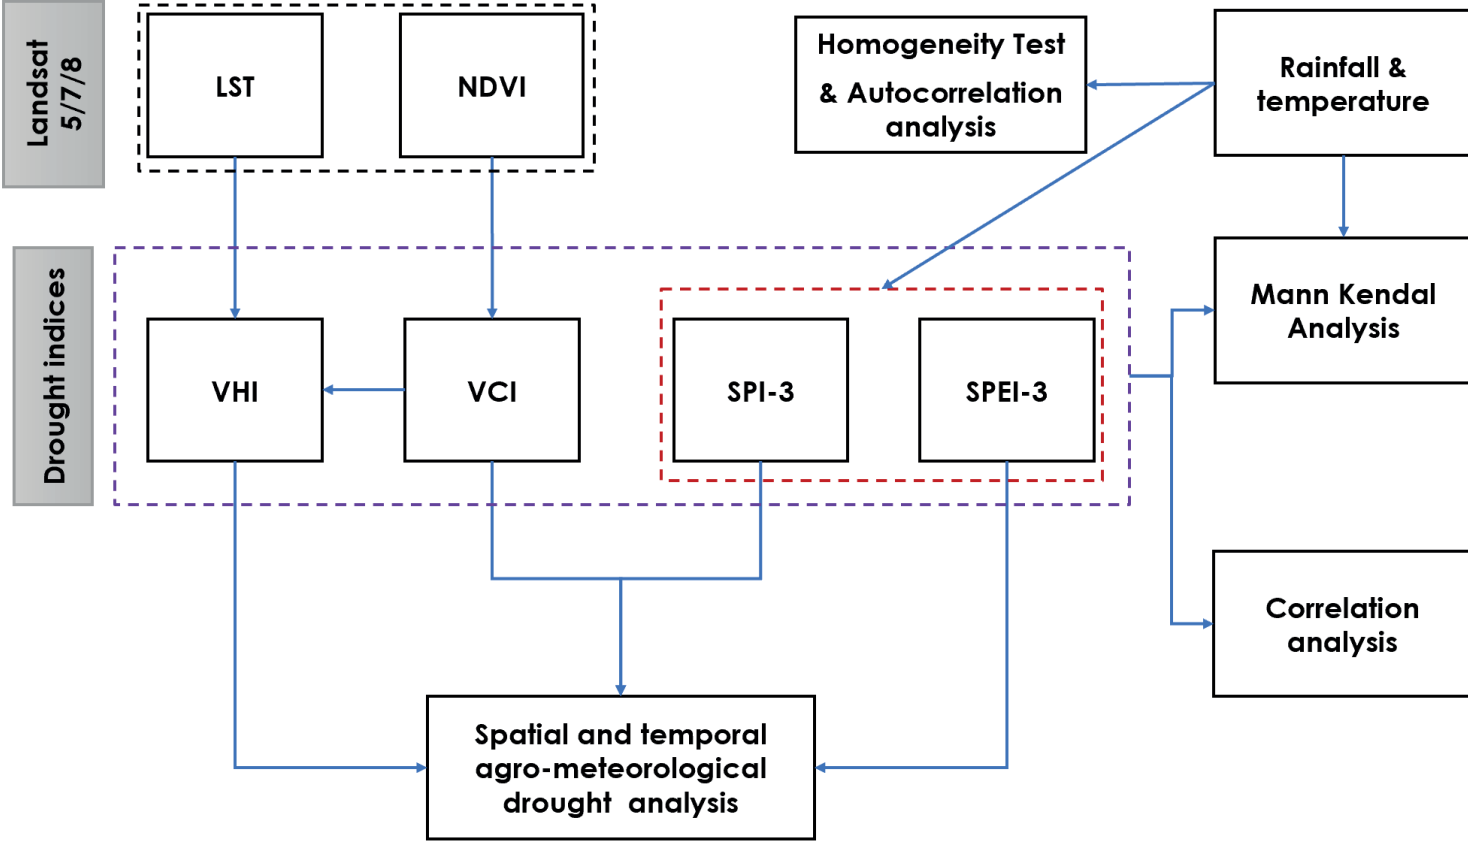 Landsat
5/7/8
LST
NDVI
Homogeneity Test
& Autocorrelation
analysis
Rainfall &
temperature
Drought indices
VHI
VCI
SPI-3
SPEI-3
Mann Kendal
Analysis
Correlation
analysis
Spatial and temporal
agro-meteorological
drought analysis